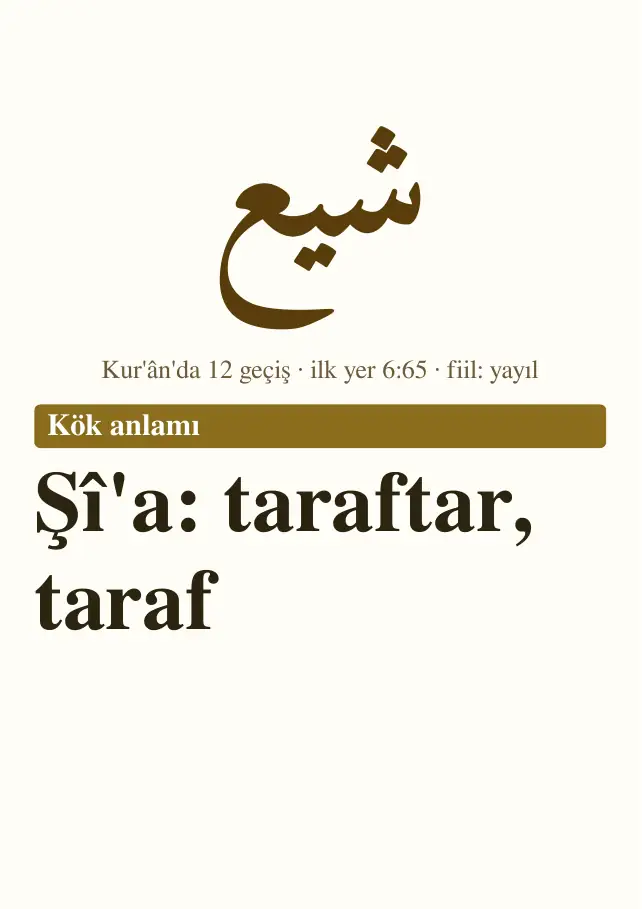 شيع
Kur'ân'da 12 geçiş · ilk yer 6:65 · fiil: yayıl
Kök anlamı
Şî'a: taraftar,
taraf